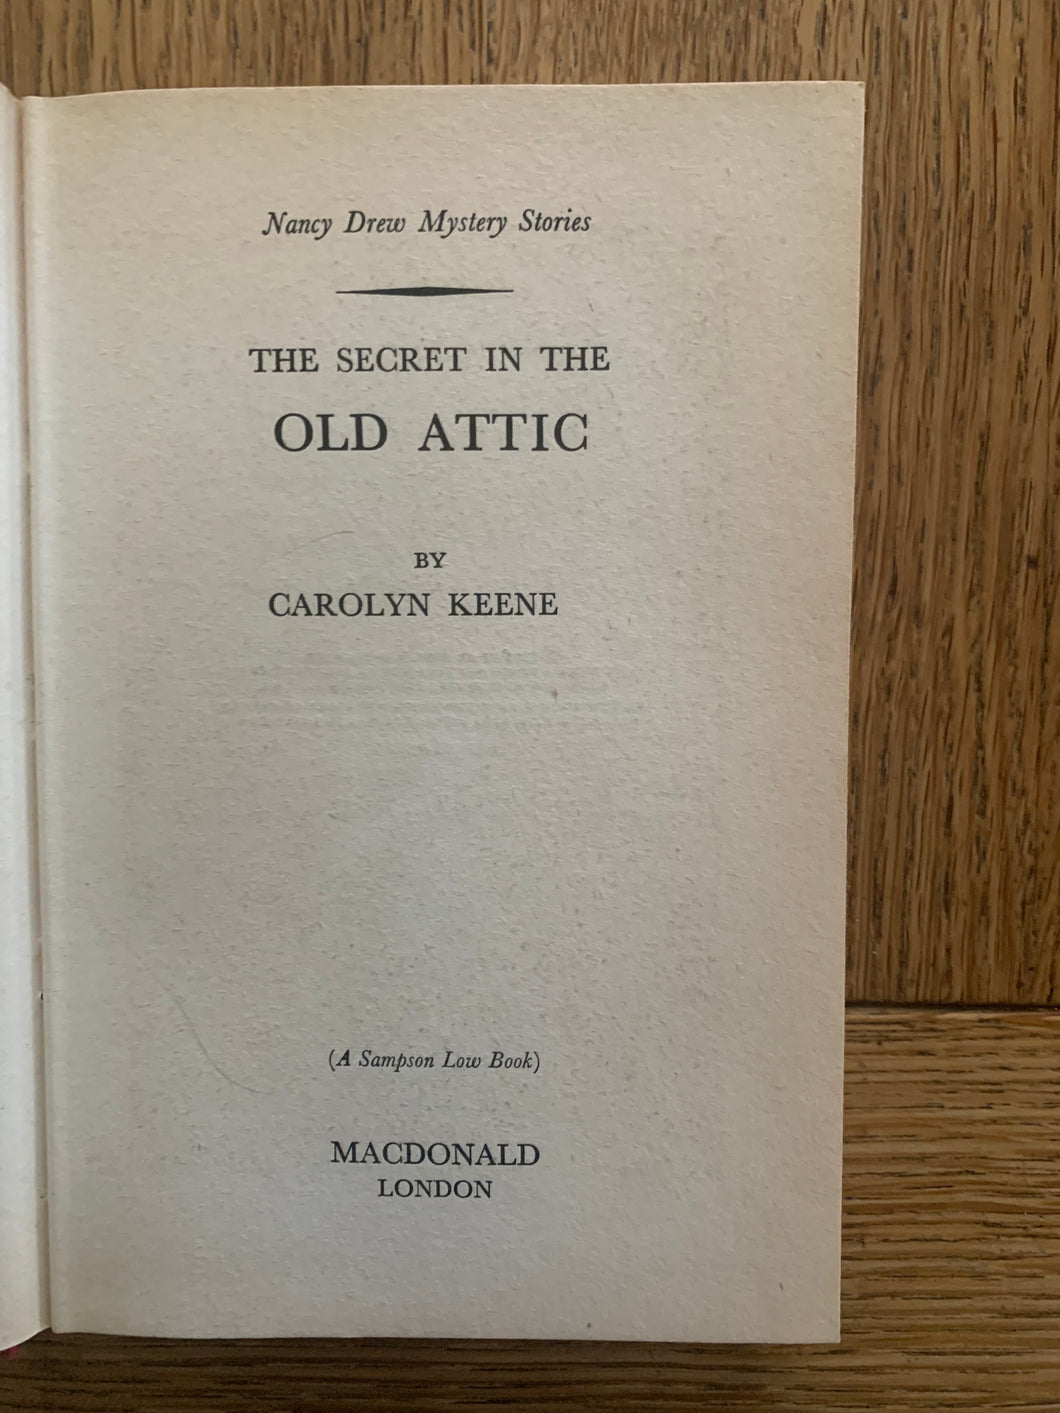 Nancy Drew Mystery Stories
THE SECRET IN THE
OLD ATTIC
BY
CAROLYN KEENE
(A Sampson Low Book)
MACDONALD
LONDON